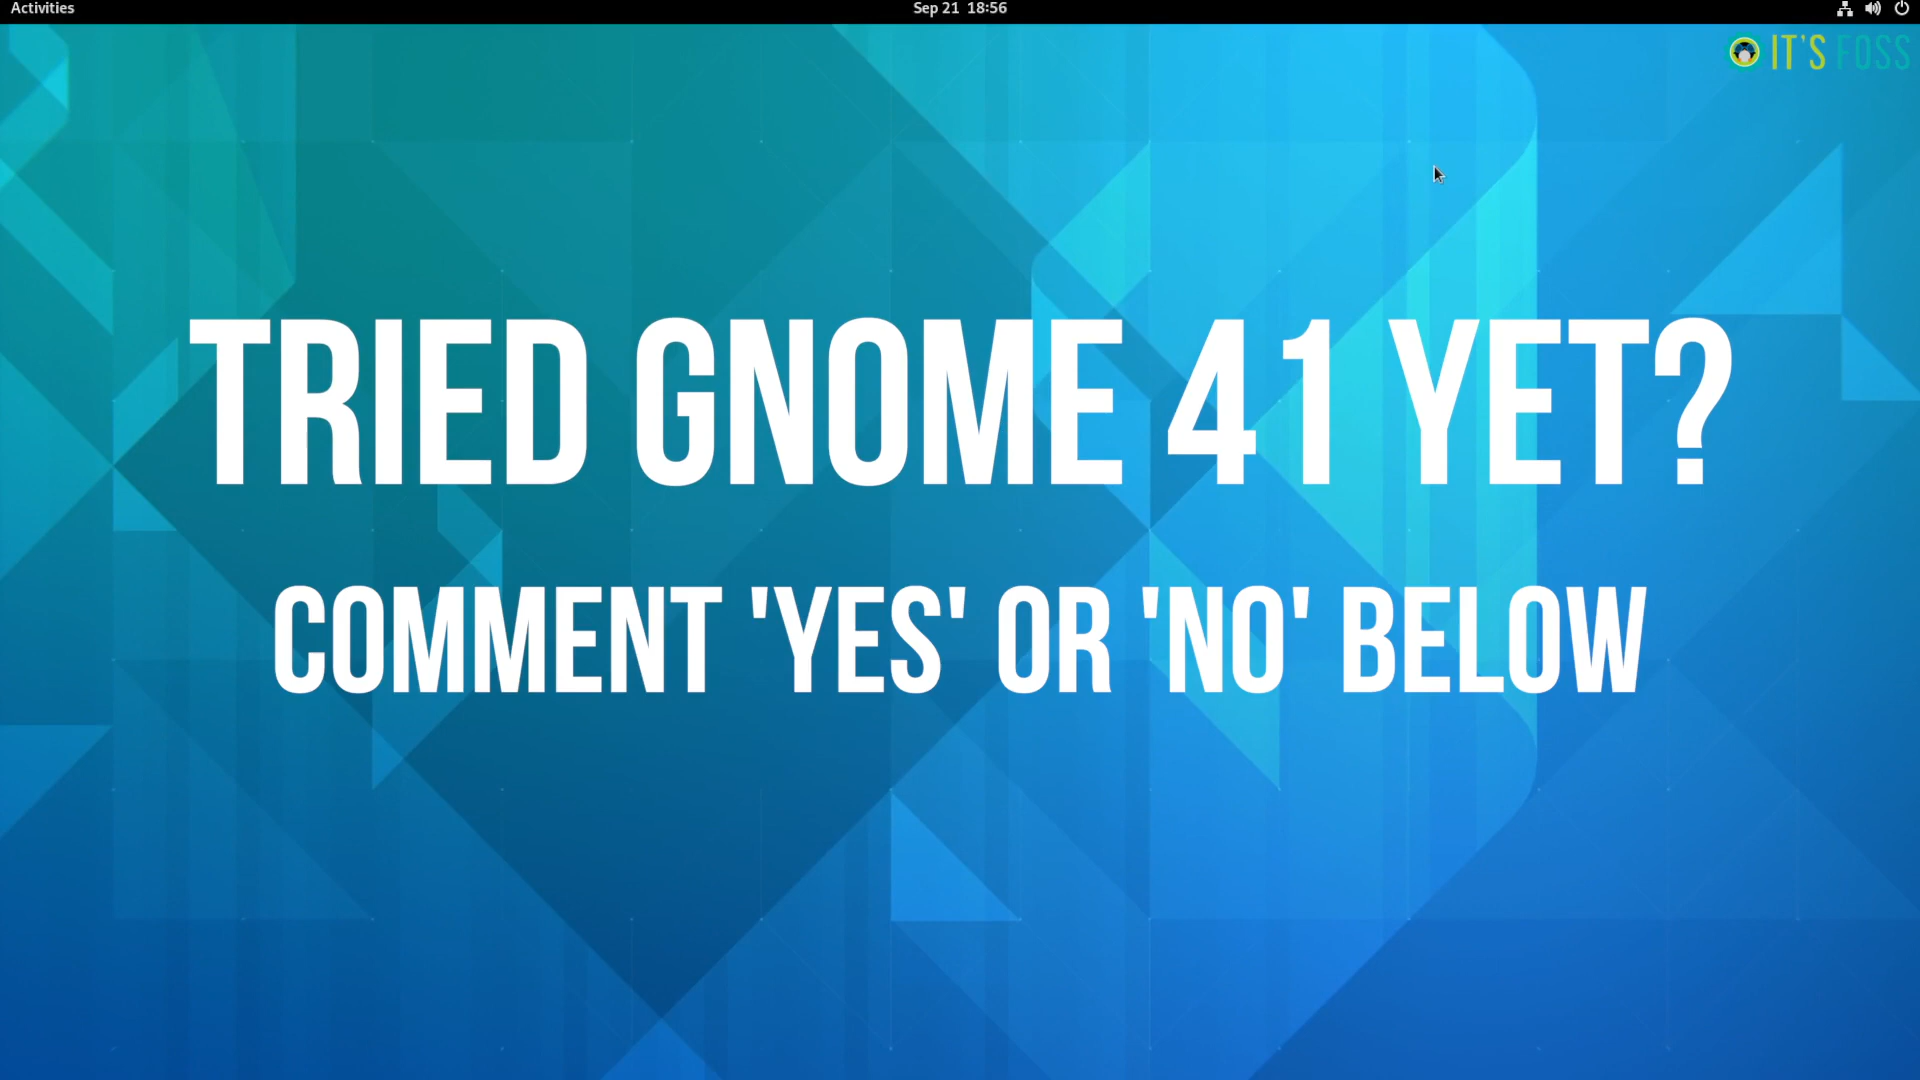 Activities
Sep 21 18:56
IT'S FOSS
TRIED GNOME 41 YET?
COMMENT 'YES' OR 'NO' BELOW